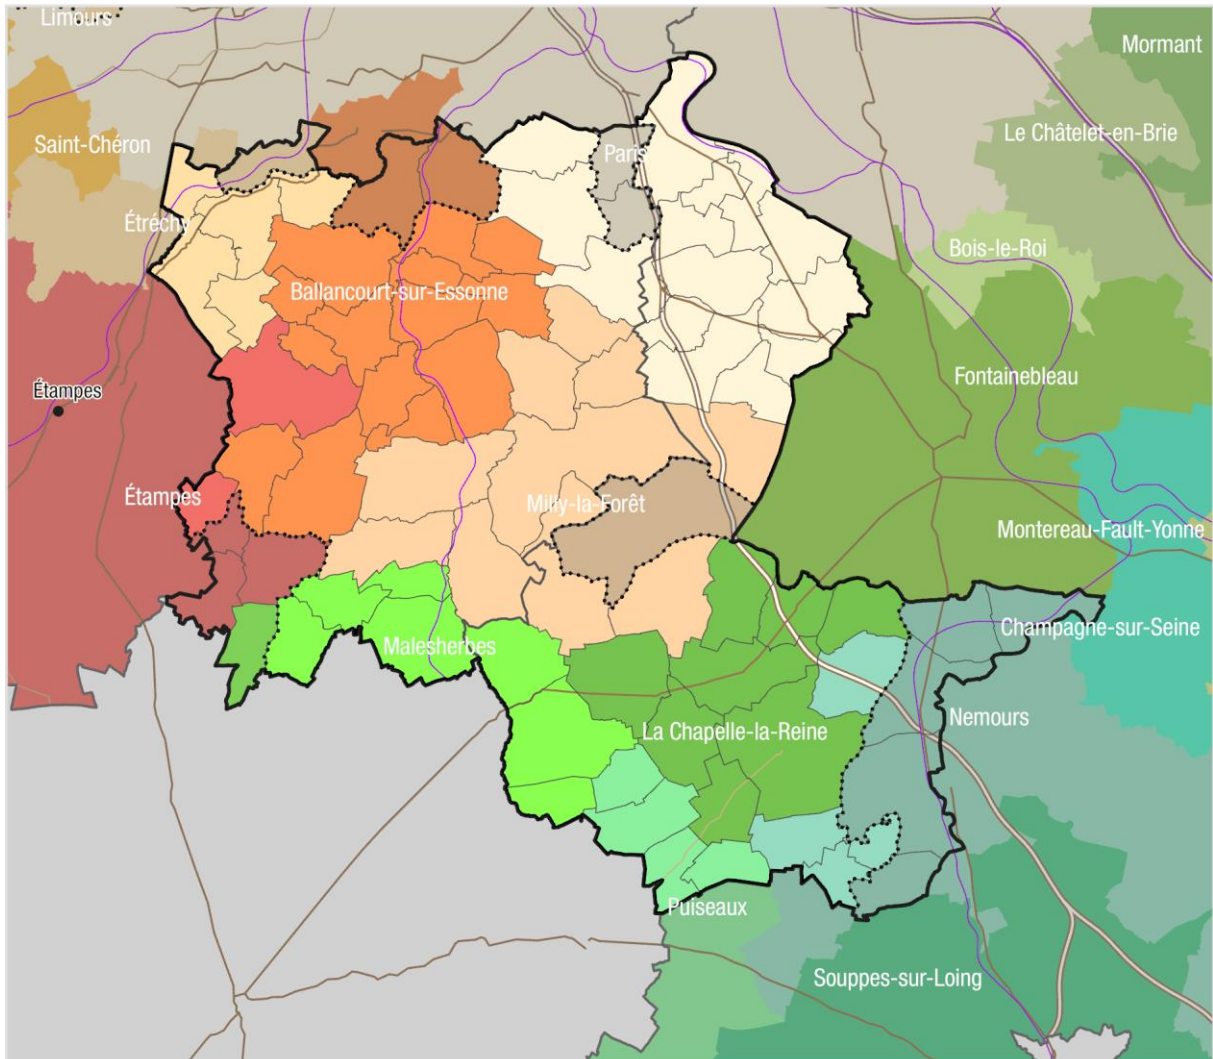 Limours
Mormant
Le Châtelet-en-Brie
Saint-Chéron
Paris
Étréchy
Bois-le-Roi
Ballancourt-sur-Essonne
Fontainebleau
Étampes
Étampes
Milly-la-Forêt
Montereau-Fault-Yonne
Champagne-sur-Seine
Malesherbes
Nemours
La Chapelle-la-Reine
Puiseaux
Souppes-sur-Loing